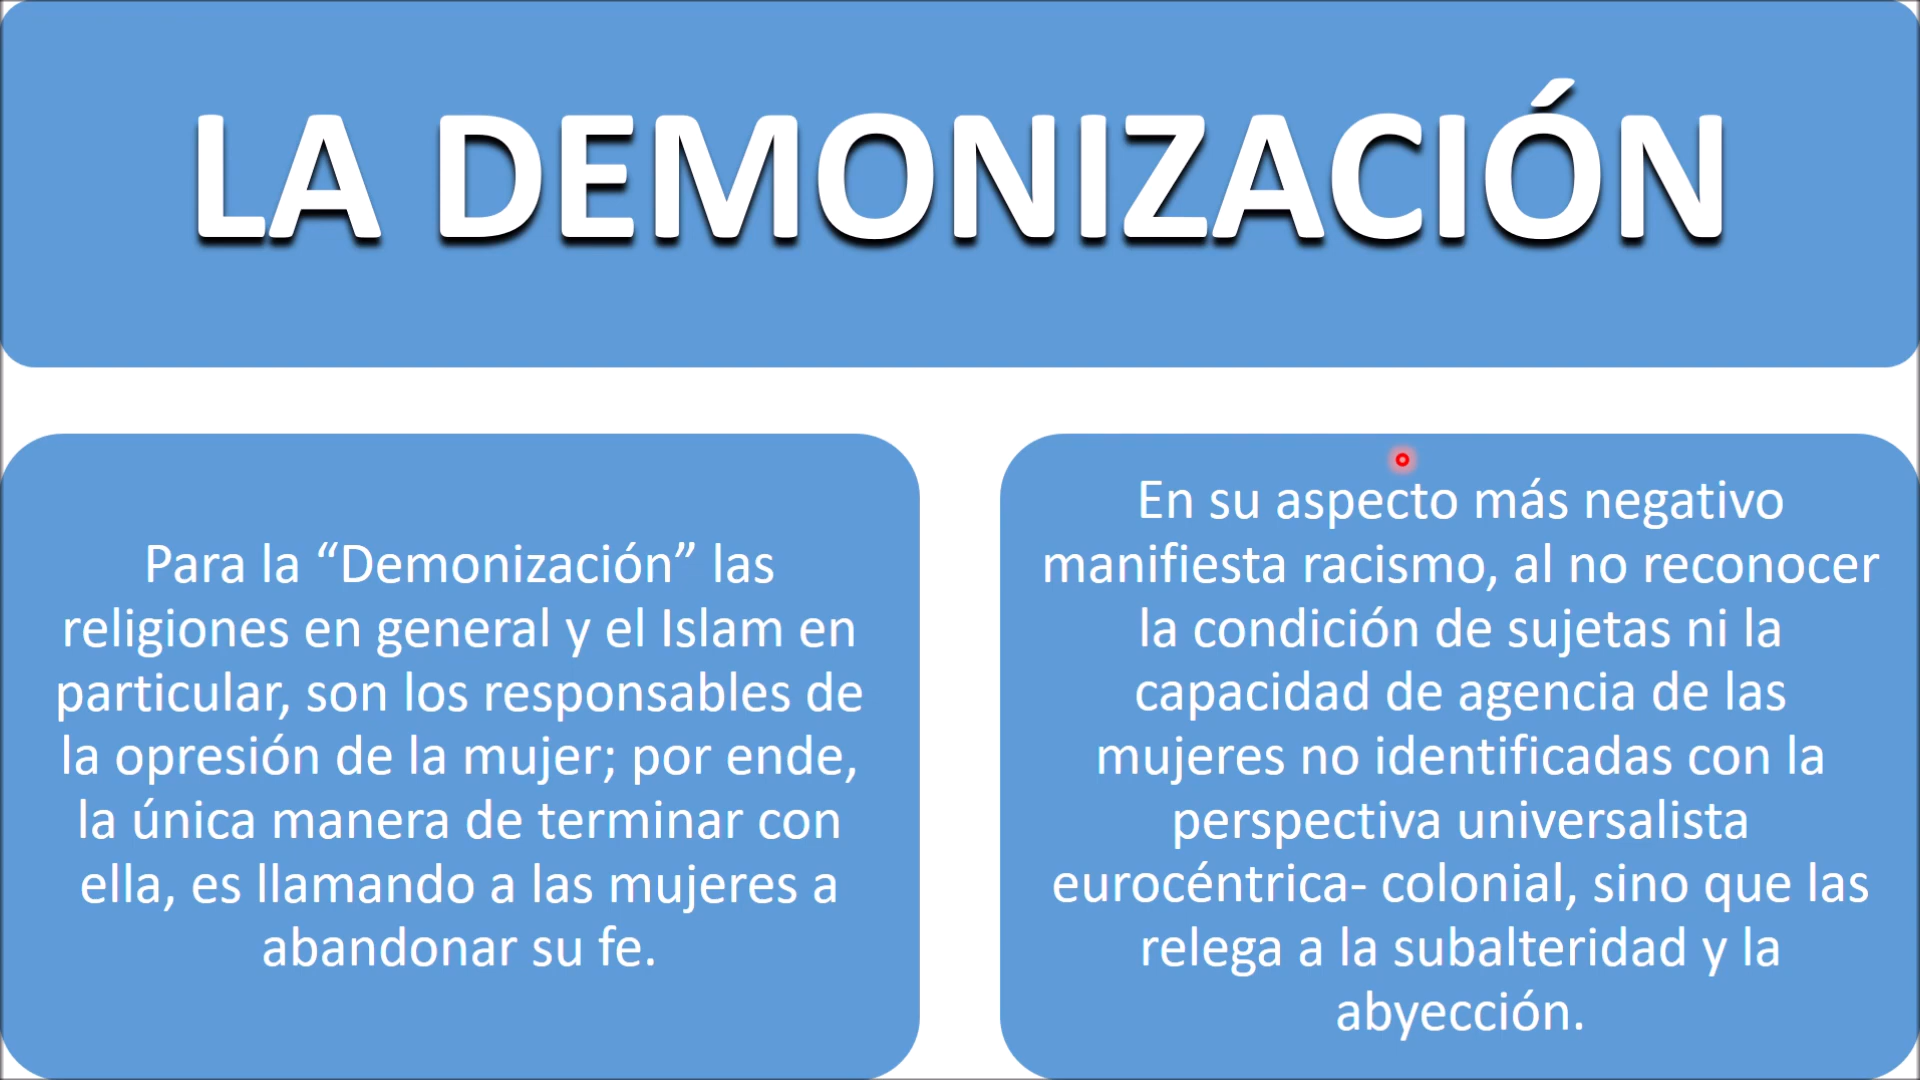 LA DEMONIZACIÓN
Para la “Demonización” las
religiones en general y el Islam en
particular, son los responsables de
la opresión de la mujer; por ende,
la única manera de terminar con
ella, es llamando a las mujeres a
abandonar su fe.
En su aspecto más negativo
manifiesta racismo, al no reconocer
la condición de sujetas ni la
capacidad de agencia de las
mujeres no identificadas con la
perspectiva universalista
eurocéntrica- colonial, sino que las
relega a la subalteridad y la
abyección.